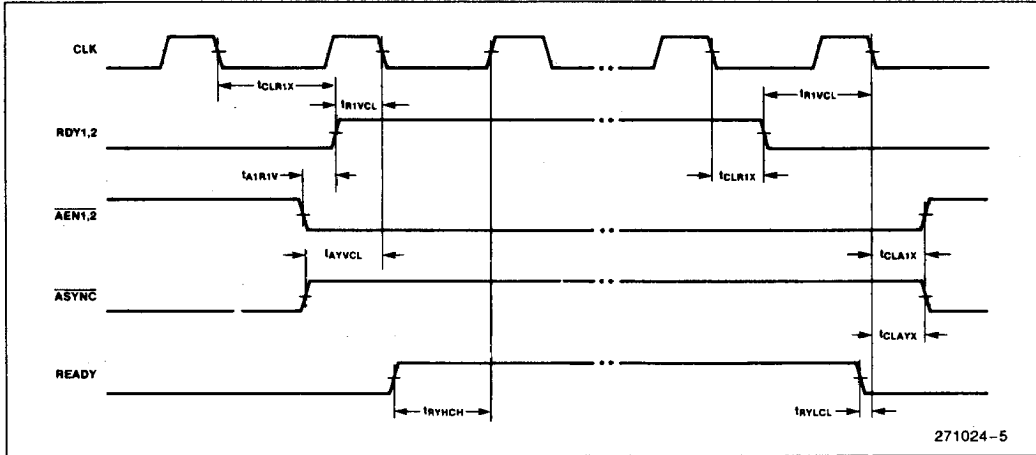 CLK
tCLR1X
tR1VCL
tR1VCL
RDY1,2
tA1R1V
tCLR1X
AEN1,2
tAYVCL
tCLA1X
ASYNC
tCLAYX
READY
tRYHCH
tRYLCL
271024-5